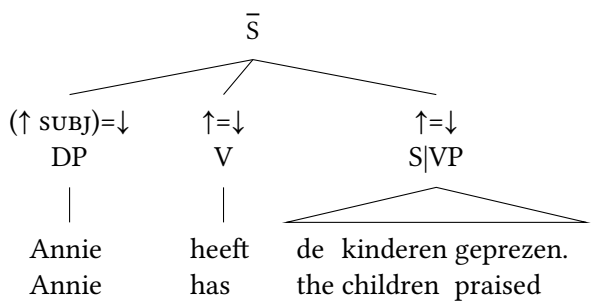 S̅
(↑ SUBJ)=↓ ↑=↓ ↑=↓
DP V S|VP
Annie heeft de kinderen geprezen.
Annie has the children praised